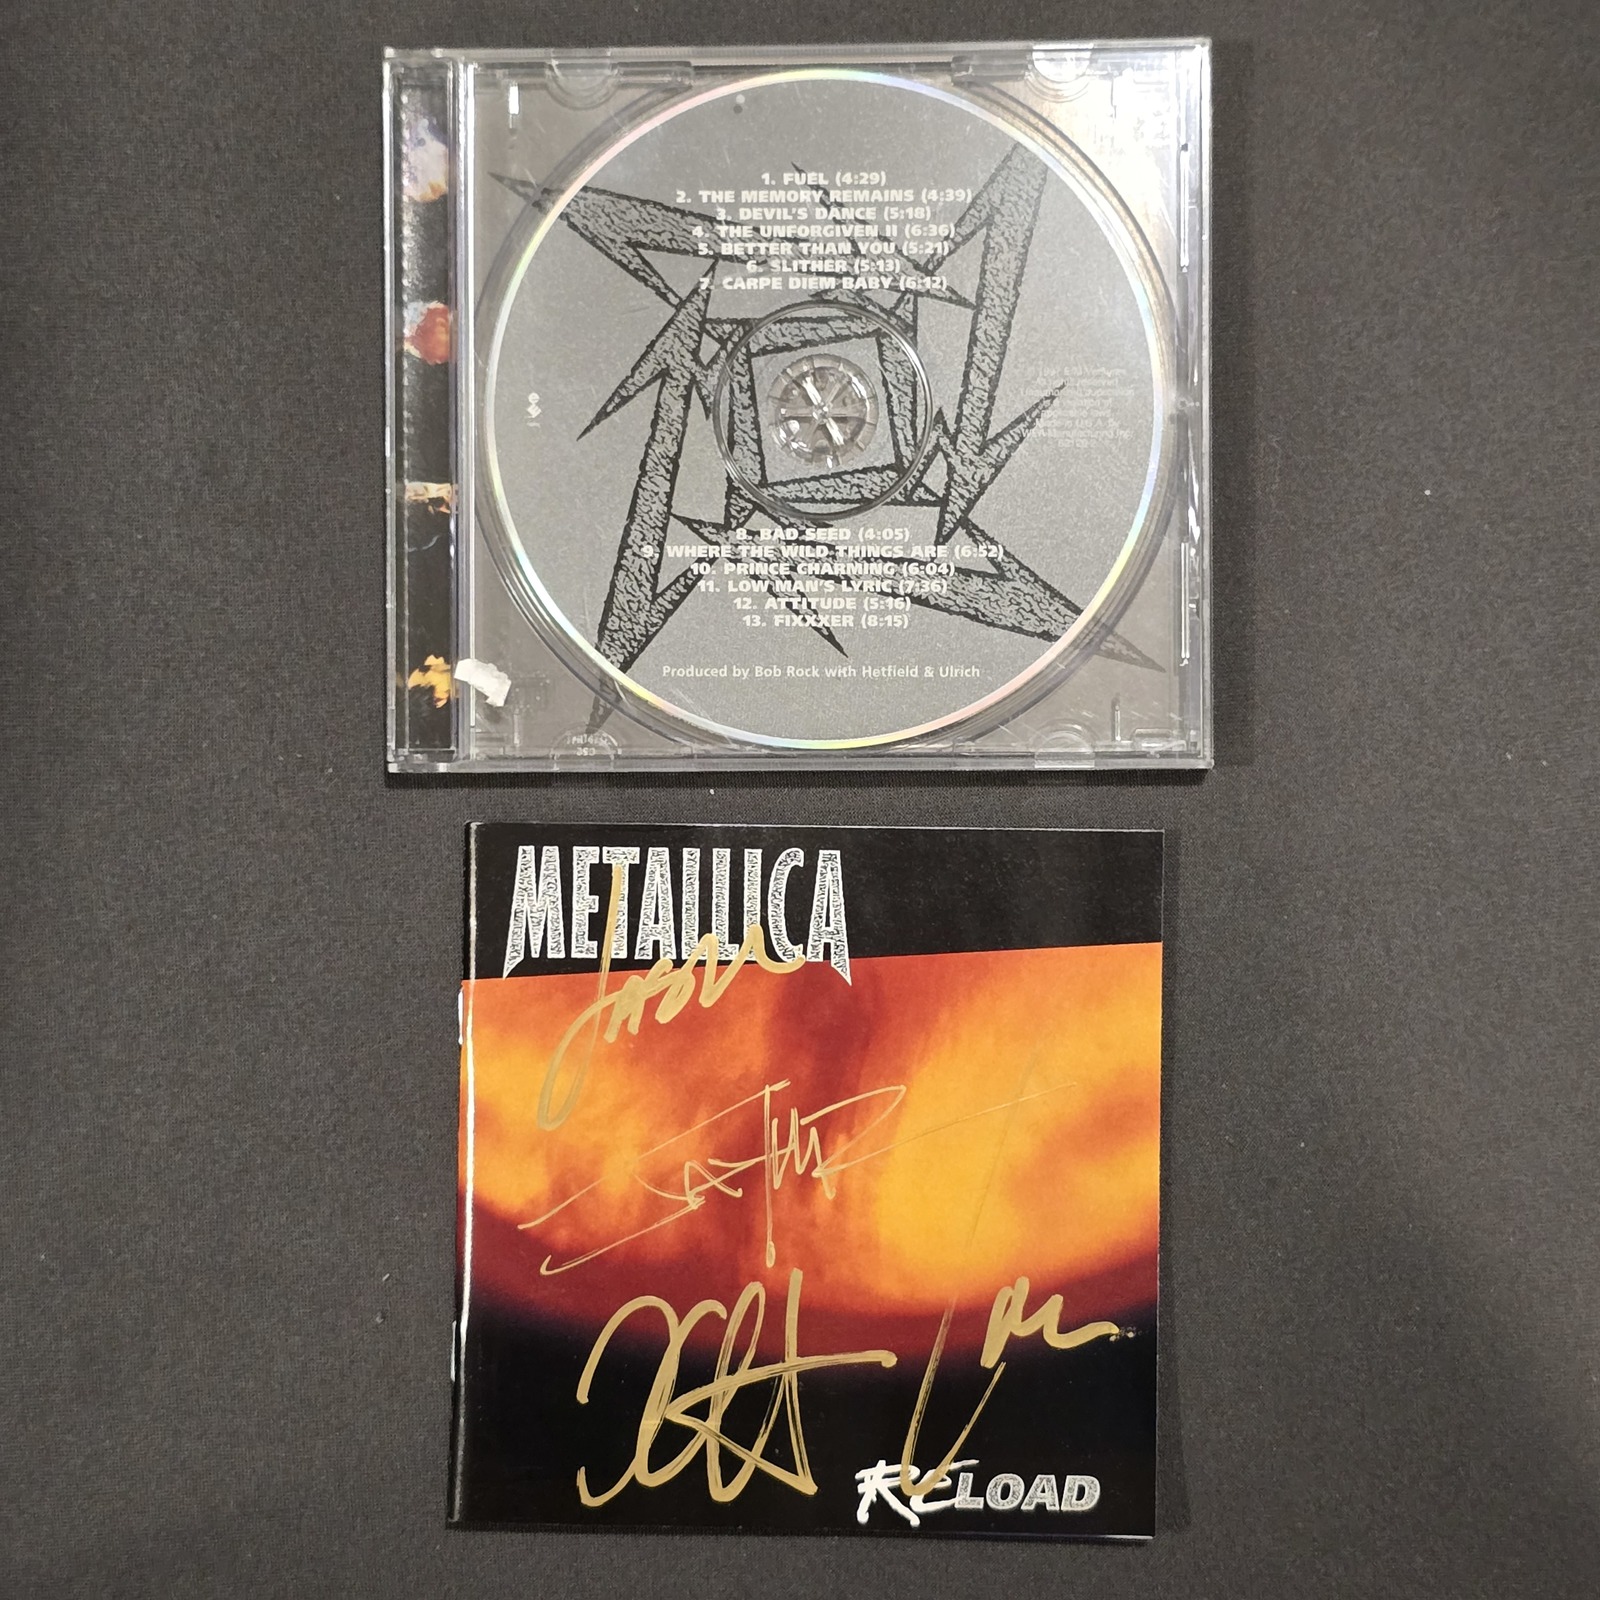 1. FUEL (4:29)
2. THE MEMORY REMAINS (4:39)
3. DEVIL'S DANCE (5:18)
4. THE UNFORGIVEN II (6:36)
5. BETTER THAN YOU (5:21)
6. SLITHER (5:13)
7. CARPE DIEM BABY (6:12)
8. BAD SEED (4:05)
9. WHERE THE WILD THINGS ARE (6:52)
10. PRINCE CHARMING (6:04)
11. LOW MAN'S LYRIC (7:36)
12. ATTITUDE (5:16)
13. FIXXXER (8:15)
Produced by Bob Rock with Hetfield & Ulrich
METALLICA
Jason
RELOAD